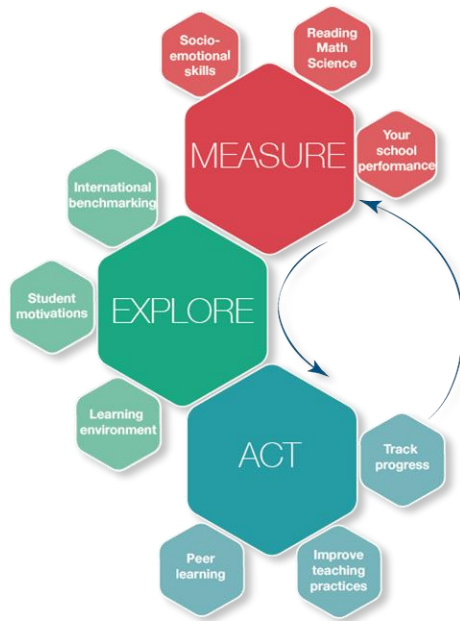 Socio-
emotional
skills
Reading
Math
Science
MEASURE
Your
school
performance
International
benchmarking
Student
motivations
EXPLORE
Learning
environment
ACT
Track
progress
Peer
learning
Improve
teaching
practices